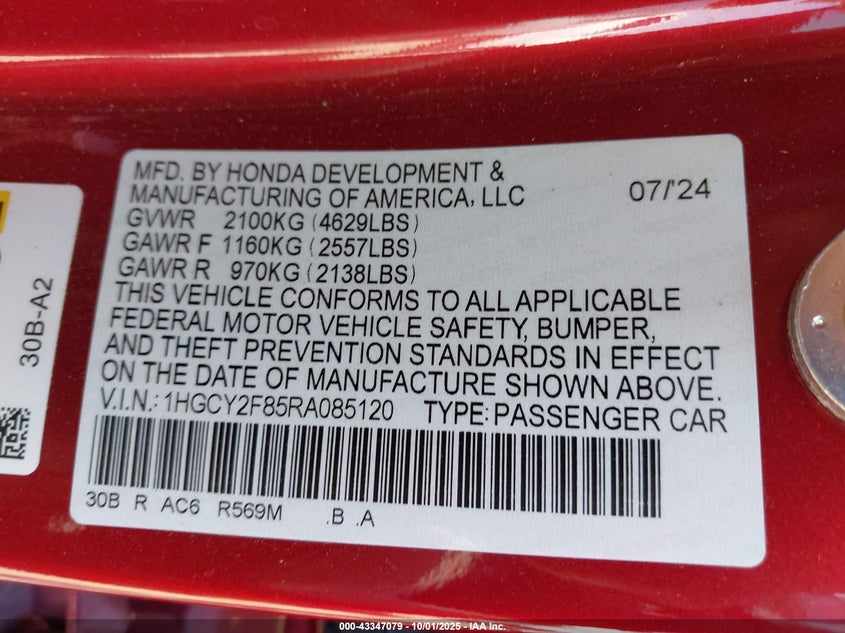 MFD. BY HONDA DEVELOPMENT &
MANUFACTURING OF AMERICA, LLC 07/'24
GVWR 2100KG (4629LBS)
GAWR F 1160KG (2557LBS)
GAWR R 970KG (2138LBS)
THIS VEHICLE CONFORMS TO ALL APPLICABLE
FEDERAL MOTOR VEHICLE SAFETY, BUMPER,
AND THEFT PREVENTION STANDARDS IN EFFECT
ON THE DATE OF MANUFACTURE SHOWN ABOVE.
V.I.N.: 1HGCY2F85RA085120 TYPE: PASSENGER CAR
30B R AC6 R569M .B .A
30B-A2
000-43347079 - 10/01/2025 - IAA Inc.